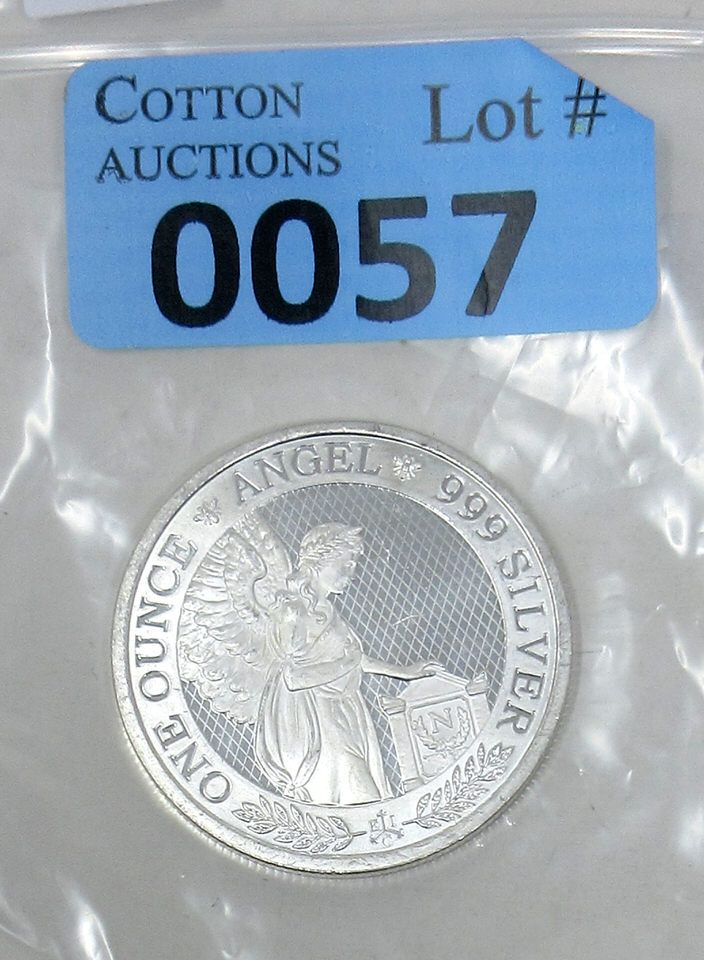 COTTON
AUCTIONS
Lot #
0057
ONE OUNCE * ANGEL * 999 SILVER
N
E I C